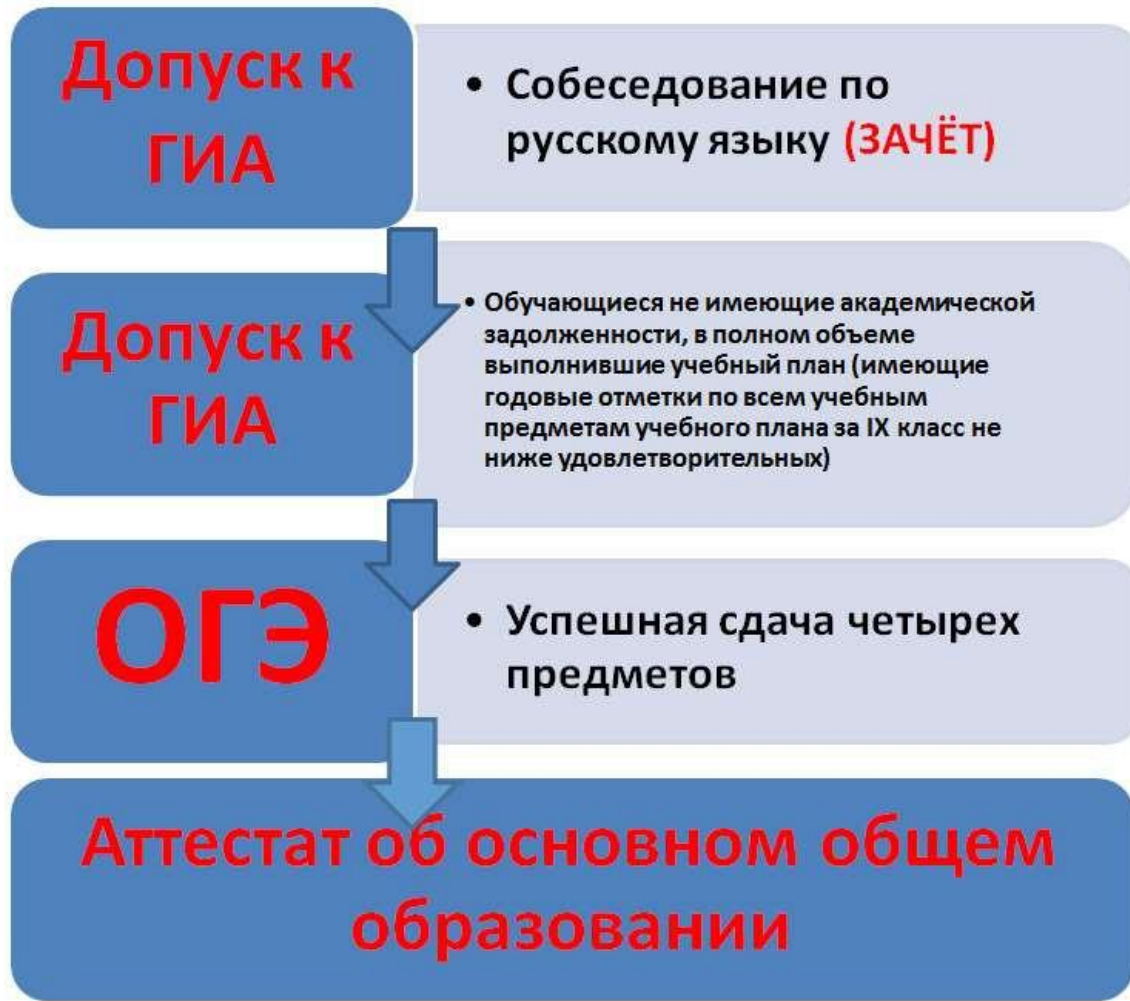 Допуск к
ГИА
• Собеседование по
русскому языку (ЗАЧЁТ)
Допуск к
ГИА
• Обучающиеся не имеющие академической
задолженности, в полном объеме
выполнившие учебный план (имеющие
годовые отметки по всем учебным
предметам учебного плана за IX класс не
ниже удовлетворительных)
ОГЭ
• Успешная сдача четырех
предметов
Аттестат об основном общем
образовании